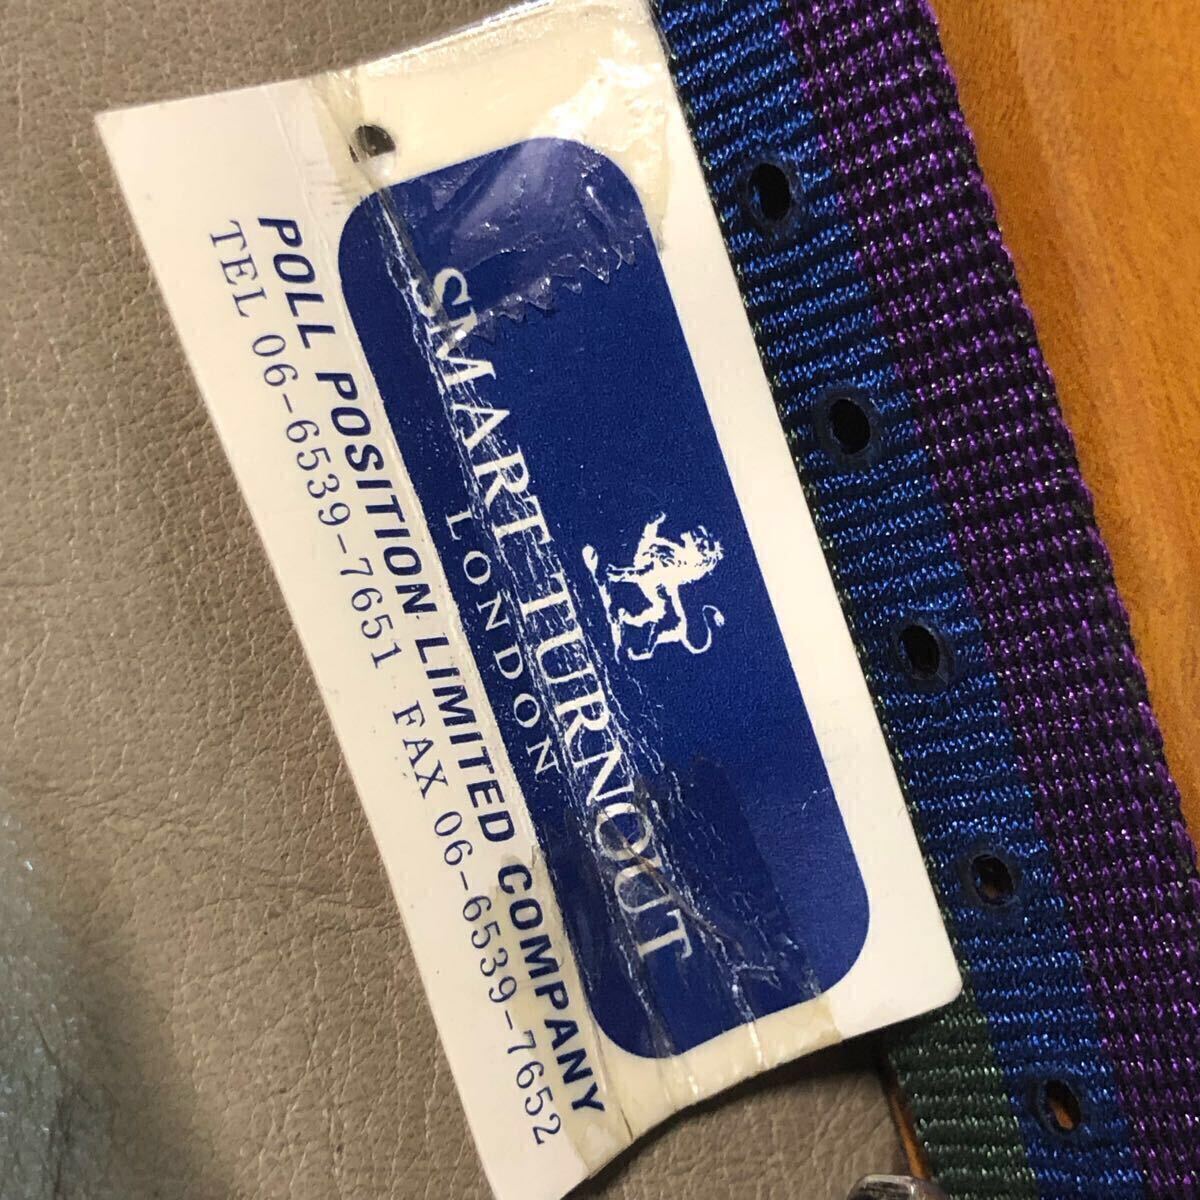 SMART TURNOUT
LONDON
POLL POSITION LIMITED COMPANY
TEL 06-6539-7651 FAX 06-6539-7652